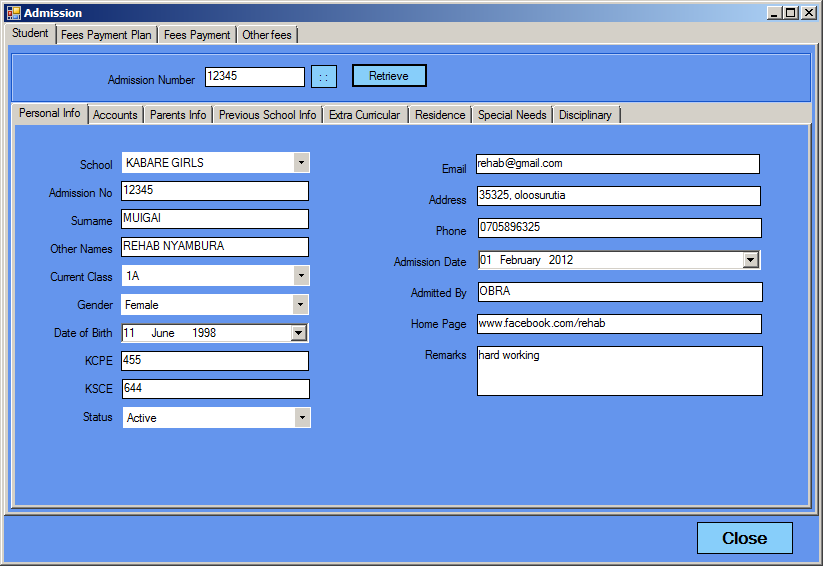 Admission
Student Fees Payment Plan Fees Payment Other fees
Admission Number 12345 : : Retrieve
Personal Info Accounts Parents Info Previous School Info Extra Curricular Residence Special Needs Disciplinary
School KABARE GIRLS
Admission No 12345
Surname MUIGAI
Other Names REHAB NYAMBURA
Current Class 1A
Gender Female
Date of Birth 11 June 1998
KCPE 455
KSCE 644
Status Active
Email rehab@gmail.com
Address 35325, oloosurutia
Phone 0705896325
Admission Date 01 February 2012
Admitted By OBRA
Home Page www.facebook.com/rehab
Remarks hard working
Close